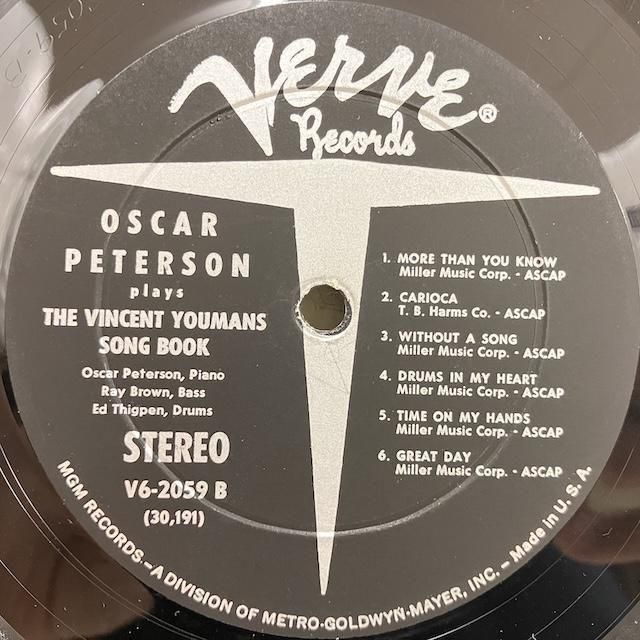 Verve®
Records
OSCAR
PETERSON
plays
THE VINCENT YOUMANS
SONG BOOK
Oscar Peterson, Piano
Ray Brown, Bass
Ed Thigpen, Drums
STEREO
V6-2059 B
(30,191)
1. MORE THAN YOU KNOW
Miller Music Corp. - ASCAP
2. CARIOCA
T. B. Harms Co. - ASCAP
3. WITHOUT A SONG
Miller Music Corp. - ASCAP
4. DRUMS IN MY HEART
Miller Music Corp. - ASCAP
5. TIME ON MY HANDS
Miller Music Corp. - ASCAP
6. GREAT DAY
Miller Music Corp. - ASCAP
MGM RECORDS—A DIVISION OF METRO-GOLDWYN-MAYER, INC. – Made in U. S. A.